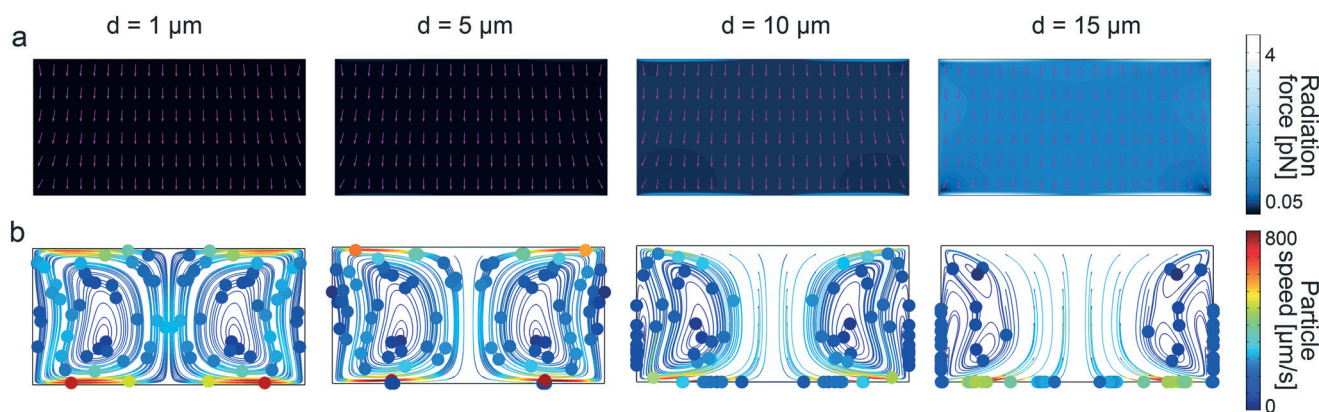 d = 1 µm
d = 5 µm
d = 10 µm
d = 15 µm
a
4
0.05
Radiation
force [pN]
b
800
0
Particle
speed [µm/s]